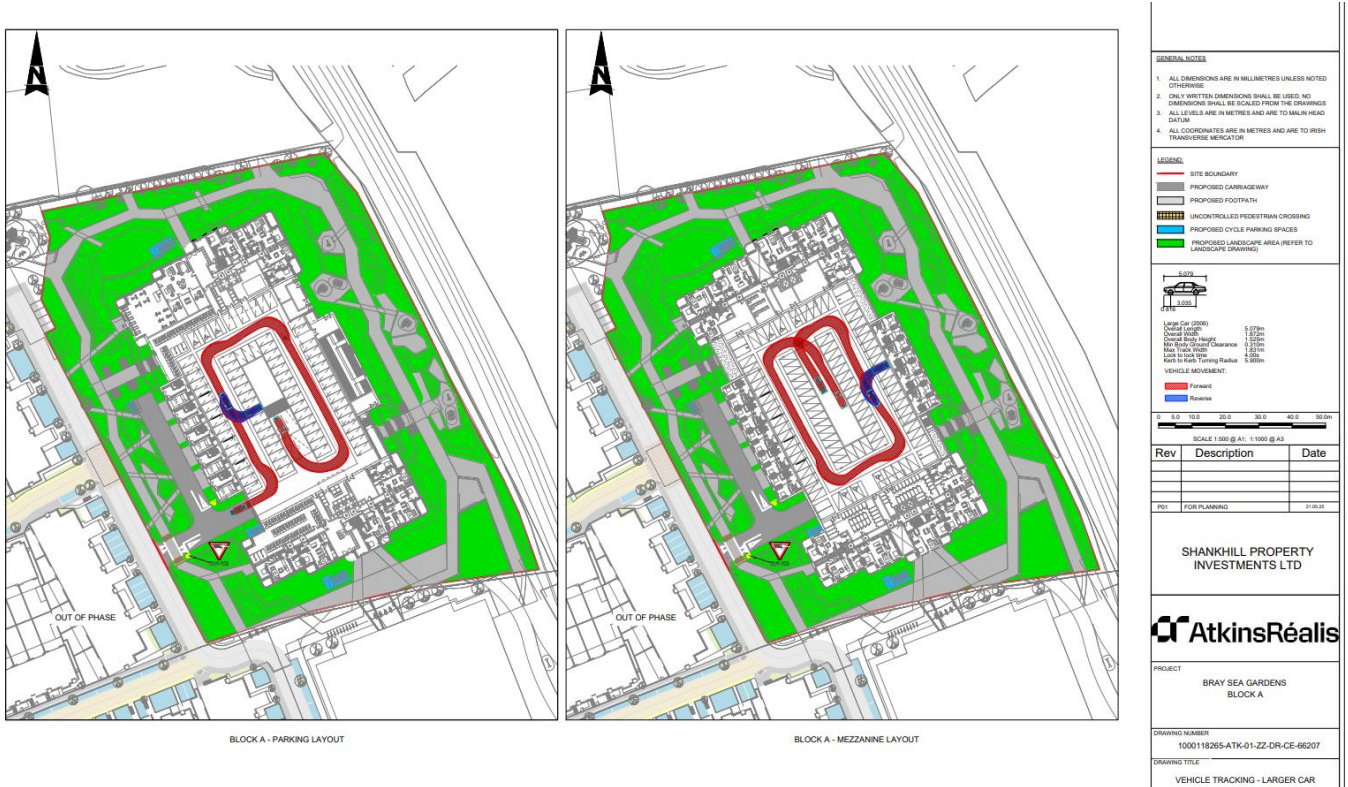 OUT OF PHASE
BLOCK A - PARKING LAYOUT
OUT OF PHASE
BLOCK A - MEZZANINE LAYOUT
GENERAL NOTES
1. ALL DIMENSIONS ARE IN MILLIMETRES UNLESS NOTED
OTHERWISE
2. ONLY WRITTEN DIMENSIONS SHALL BE USED. NO
DIMENSIONS SHALL BE SCALED FROM THE DRAWINGS
3. ALL LEVELS ARE IN METRES AND ARE TO MALIN HEAD
DATUM
4. ALL COORDINATES ARE IN METRES AND ARE TO IRISH
TRANSVERSE MERCATOR
LEGEND:
SITE BOUNDARY
PROPOSED CARRIAGEWAY
PROPOSED FOOTPATH
UNCONTROLLED PEDESTRIAN CROSSING
PROPOSED CYCLE PARKING SPACES
PROPOSED LANDSCAPE AREA (REFER TO
LANDSCAPE DRAWING)
5.079
3.035
0.816
Large Car (2006)
Overall Length 5.079m
Overall Width 1.872m
Overall Body Height 1.525m
Min Body Ground Clearance 0.310m
Max Track Width 1.831m
Lock to lock time 4.00s
Kerb to Kerb Turning Radius 5.900m
VEHICLE MOVEMENT:
Forward
Reverse
0 5.0 10.0 20.0 30.0 40.0 50.0m
SCALE 1:500 @ A1; 1:1000 @ A3
Rev Description Date
P01 FOR PLANNING
SHANKHILL PROPERTY
INVESTMENTS LTD
AtkinsRéalis
PROJECT
BRAY SEA GARDENS
BLOCK A
DRAWING NUMBER
1000118265-ATK-01-ZZ-DR-CE-66207
DRAWING TITLE
VEHICLE TRACKING - LARGER CAR